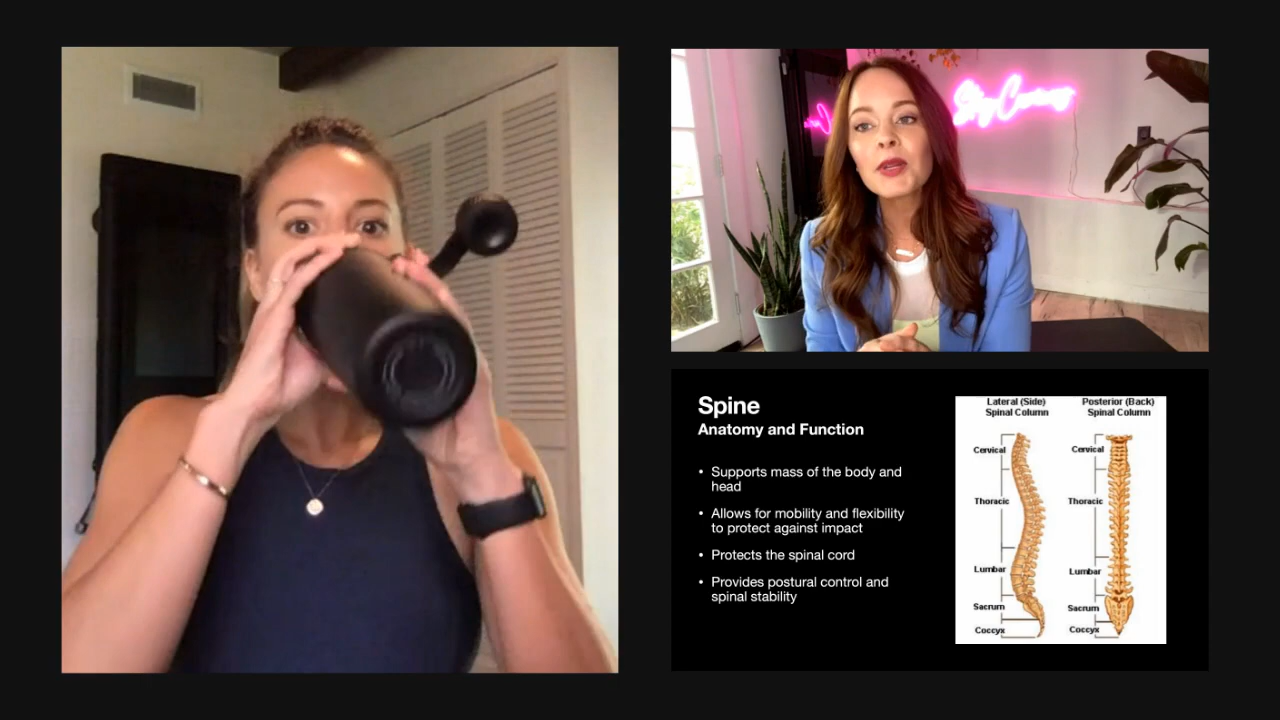 Spine
Anatomy and Function
• Supports mass of the body and
head
• Allows for mobility and flexibility
to protect against impact
• Protects the spinal cord
• Provides postural control and
spinal stability
Lateral (Side)
Spinal Column
Cervical
Thoracic
Lumbar
Sacrum
Coccyx
Posterior (Back)
Spinal Column
Cervical
Thoracic
Lumbar
Sacrum
Coccyx